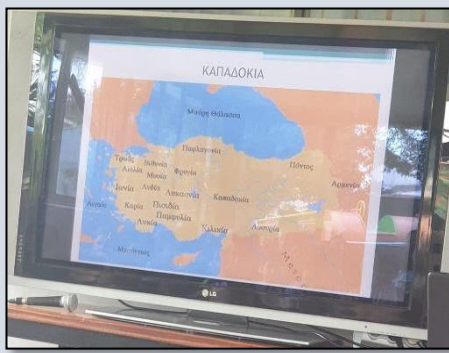 ΚΑΠΑΔΟΚΙΑ
Μαύρη Θάλασσα
Παφλαγονία
Πόντος
Τρωάς Βιθυνία
Φρυγία
Αιολίς Μυσία
Αρμενία
Ιωνία Λυδία Λυκαονία Καππαδοκία
Καρία Πισιδία
Παμφυλία
Λυκία
Κιλικία
Ασσυρία
Μεσόγειος
LG